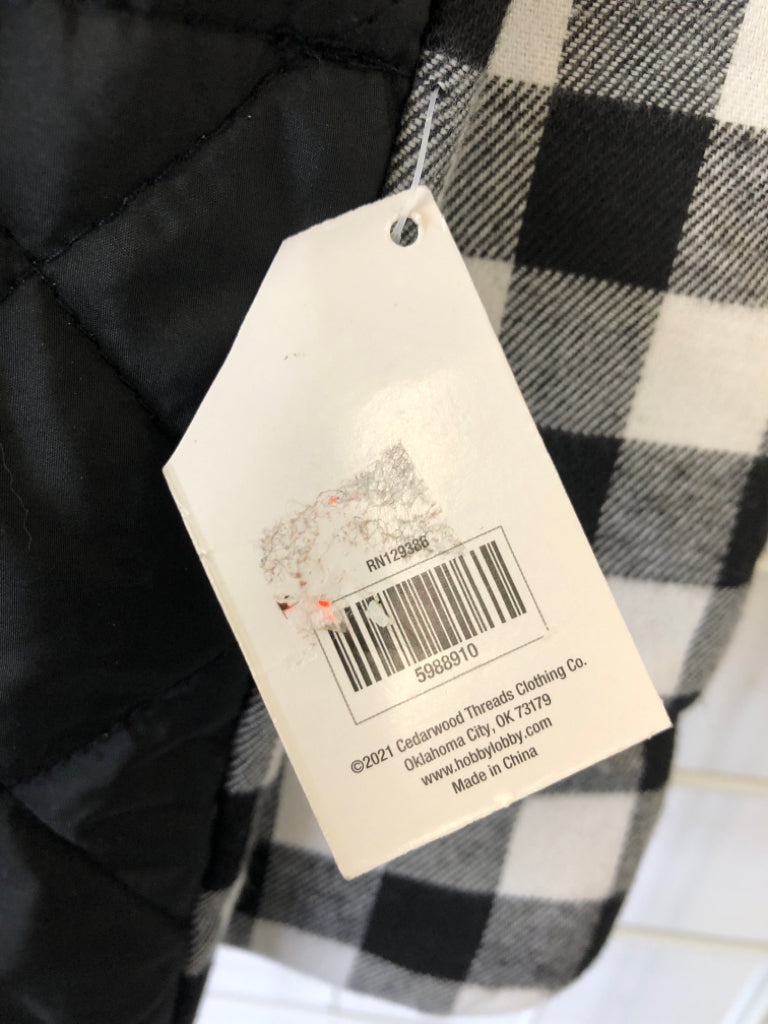 RN129386
5988910
©2021 Cedarwood Threads Clothing Co.
Oklahoma City, OK 73179
www.hobbylobby.com
Made in China